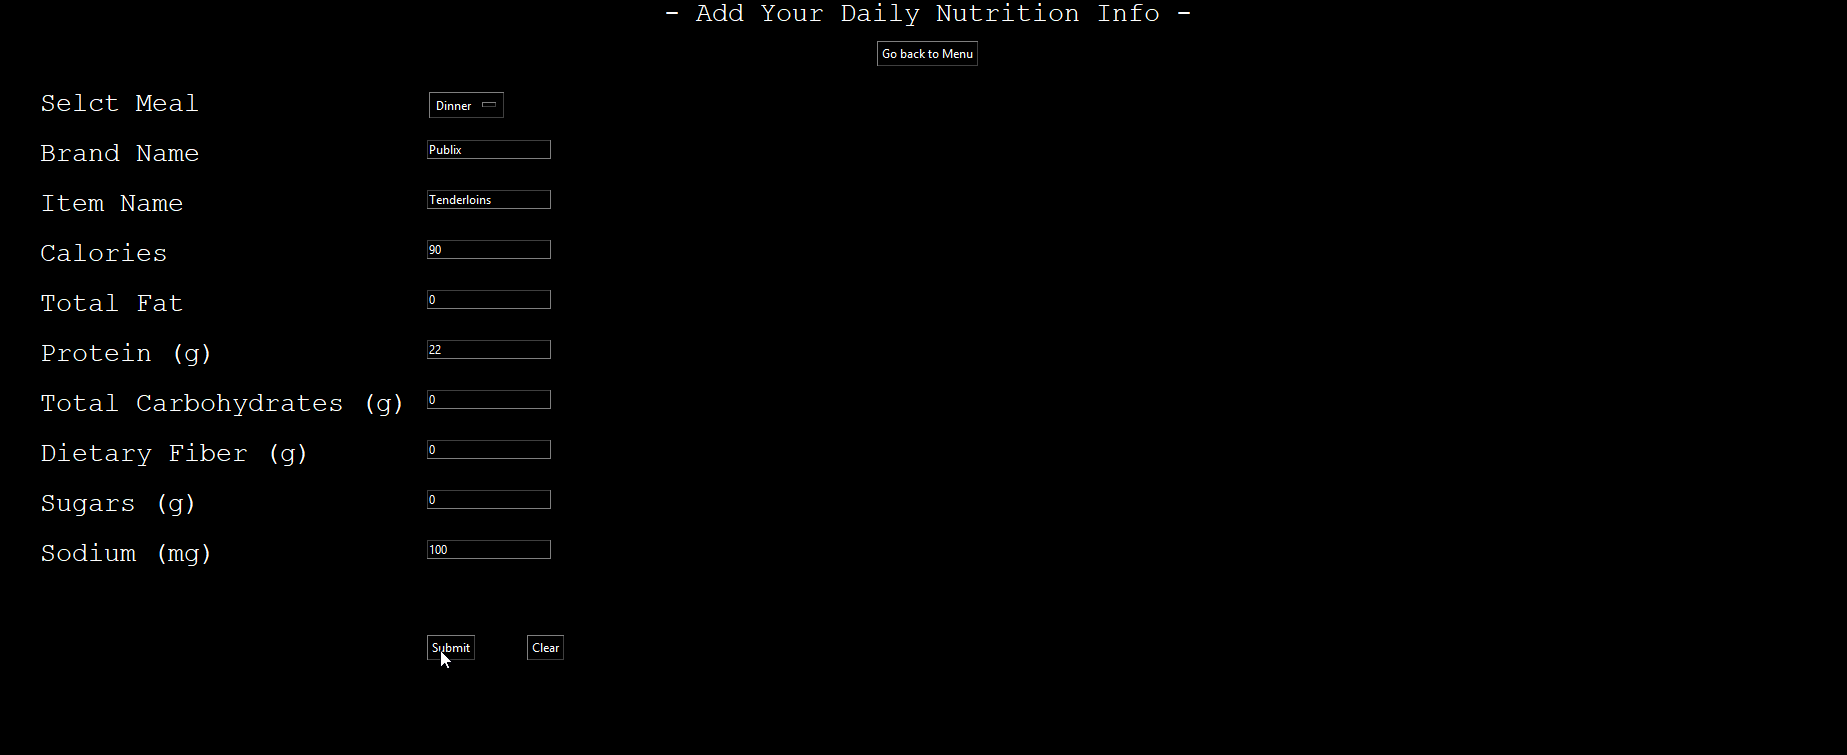 - Add Your Daily Nutrition Info -
Go back to Menu
Selct Meal Dinner
Brand Name Publix
Item Name Tenderloins
Calories 90
Total Fat 0
Protein (g) 22
Total Carbohydrates (g) 0
Dietary Fiber (g) 0
Sugars (g) 0
Sodium (mg) 100
Submit Clear